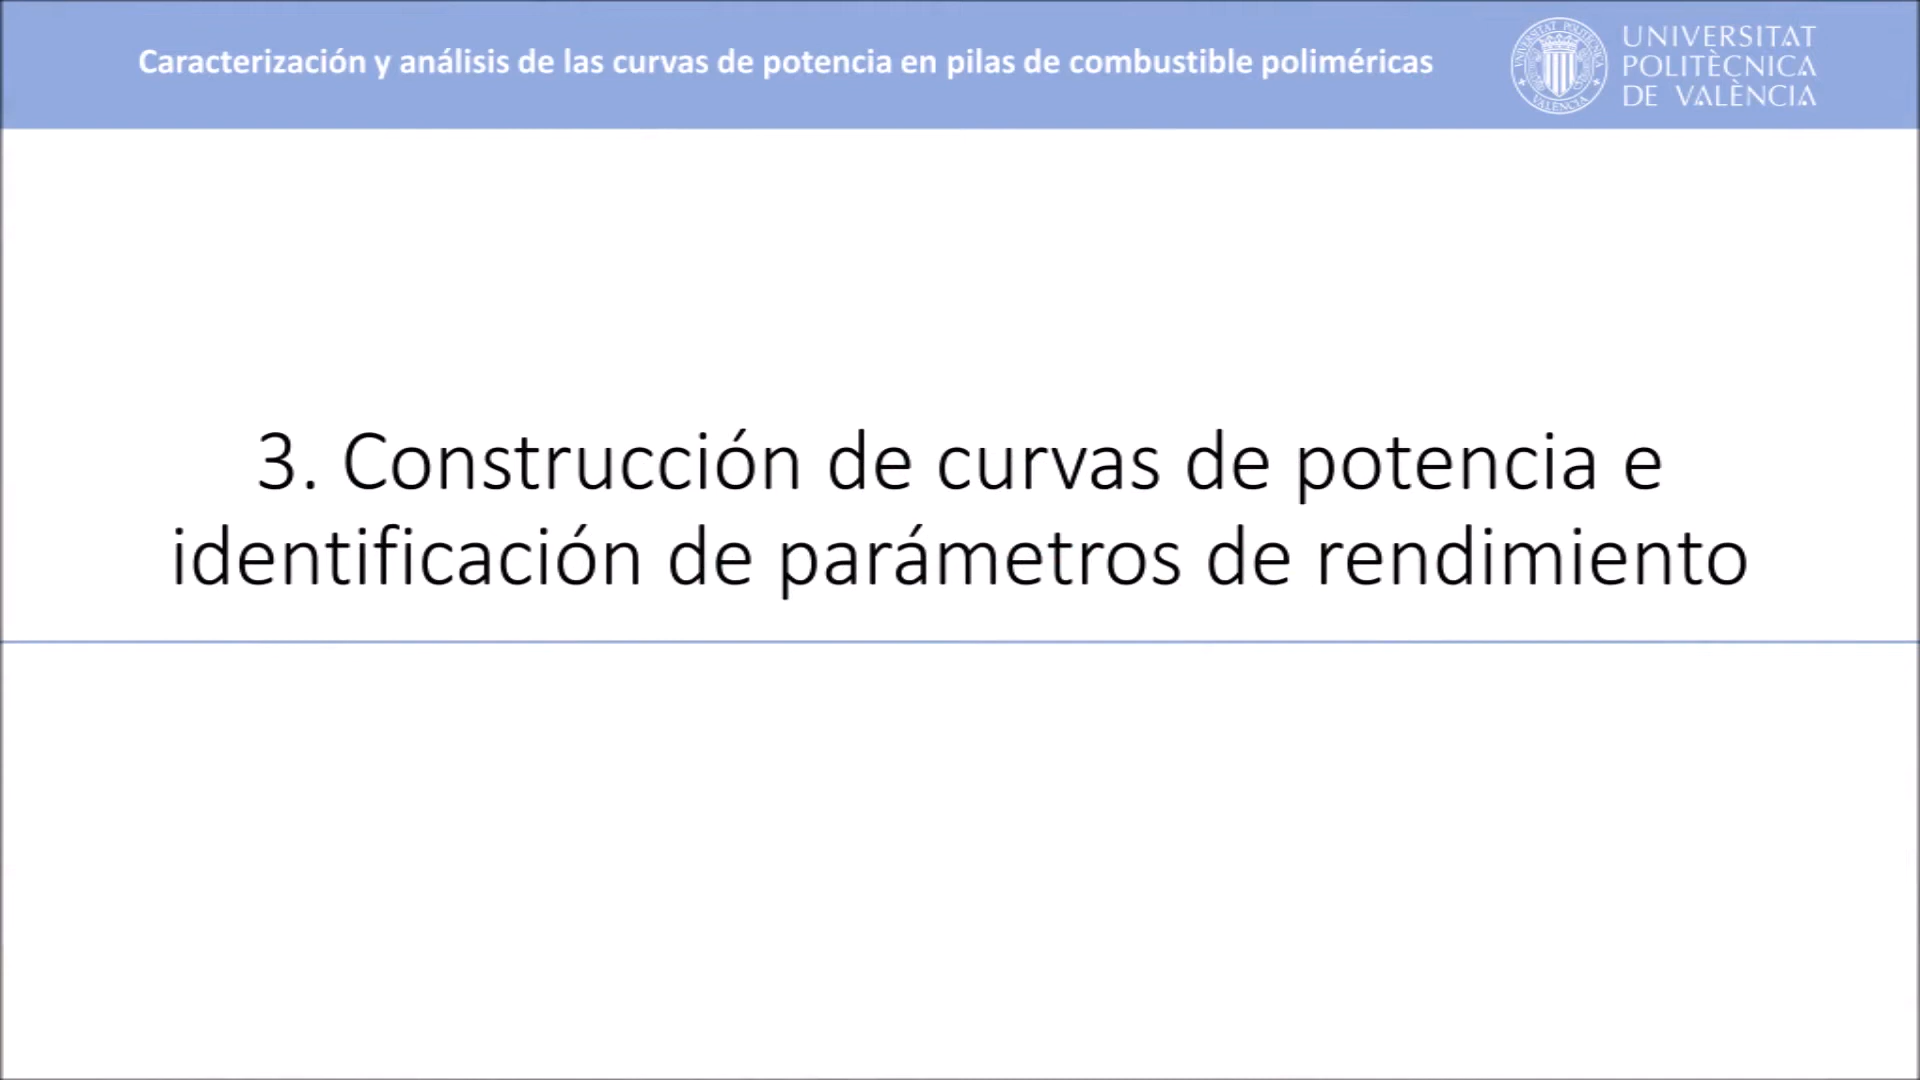 Caracterización y análisis de las curvas de potencia en pilas de combustible poliméricas
UNIVERSITAT
POLITÈCNICA
DE VALÈNCIA
3. Construcción de curvas de potencia e
identificación de parámetros de rendimiento